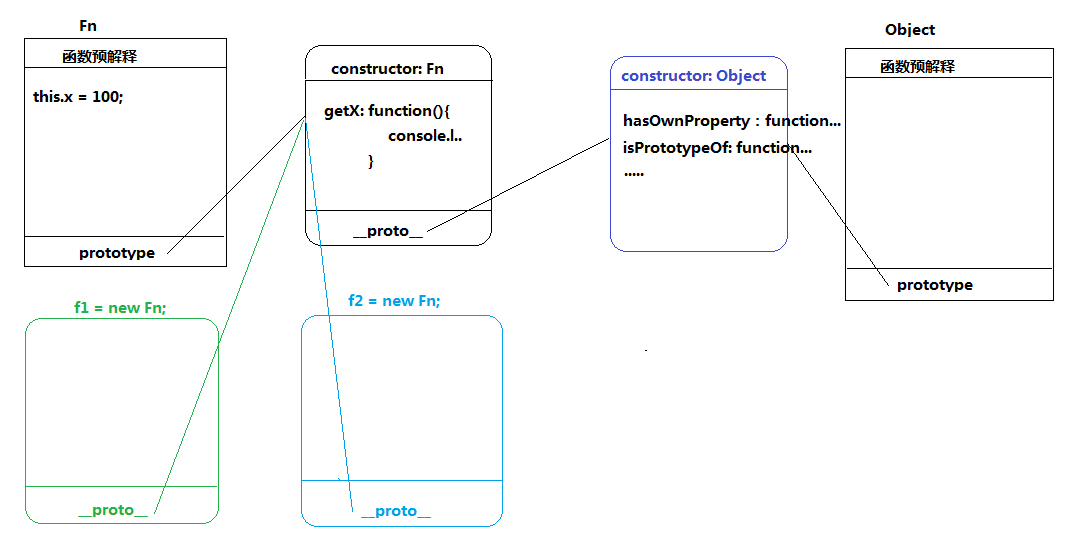 Fn
函数预解释
this.x = 100;
prototype
constructor: Fn
getX: function(){
console.l..
}
__proto__
constructor: Object
hasOwnProperty：function...
isPrototypeOf: function...
.....
Object
函数预解释
prototype
f1 = new Fn;
__proto__
f2 = new Fn;
__proto__